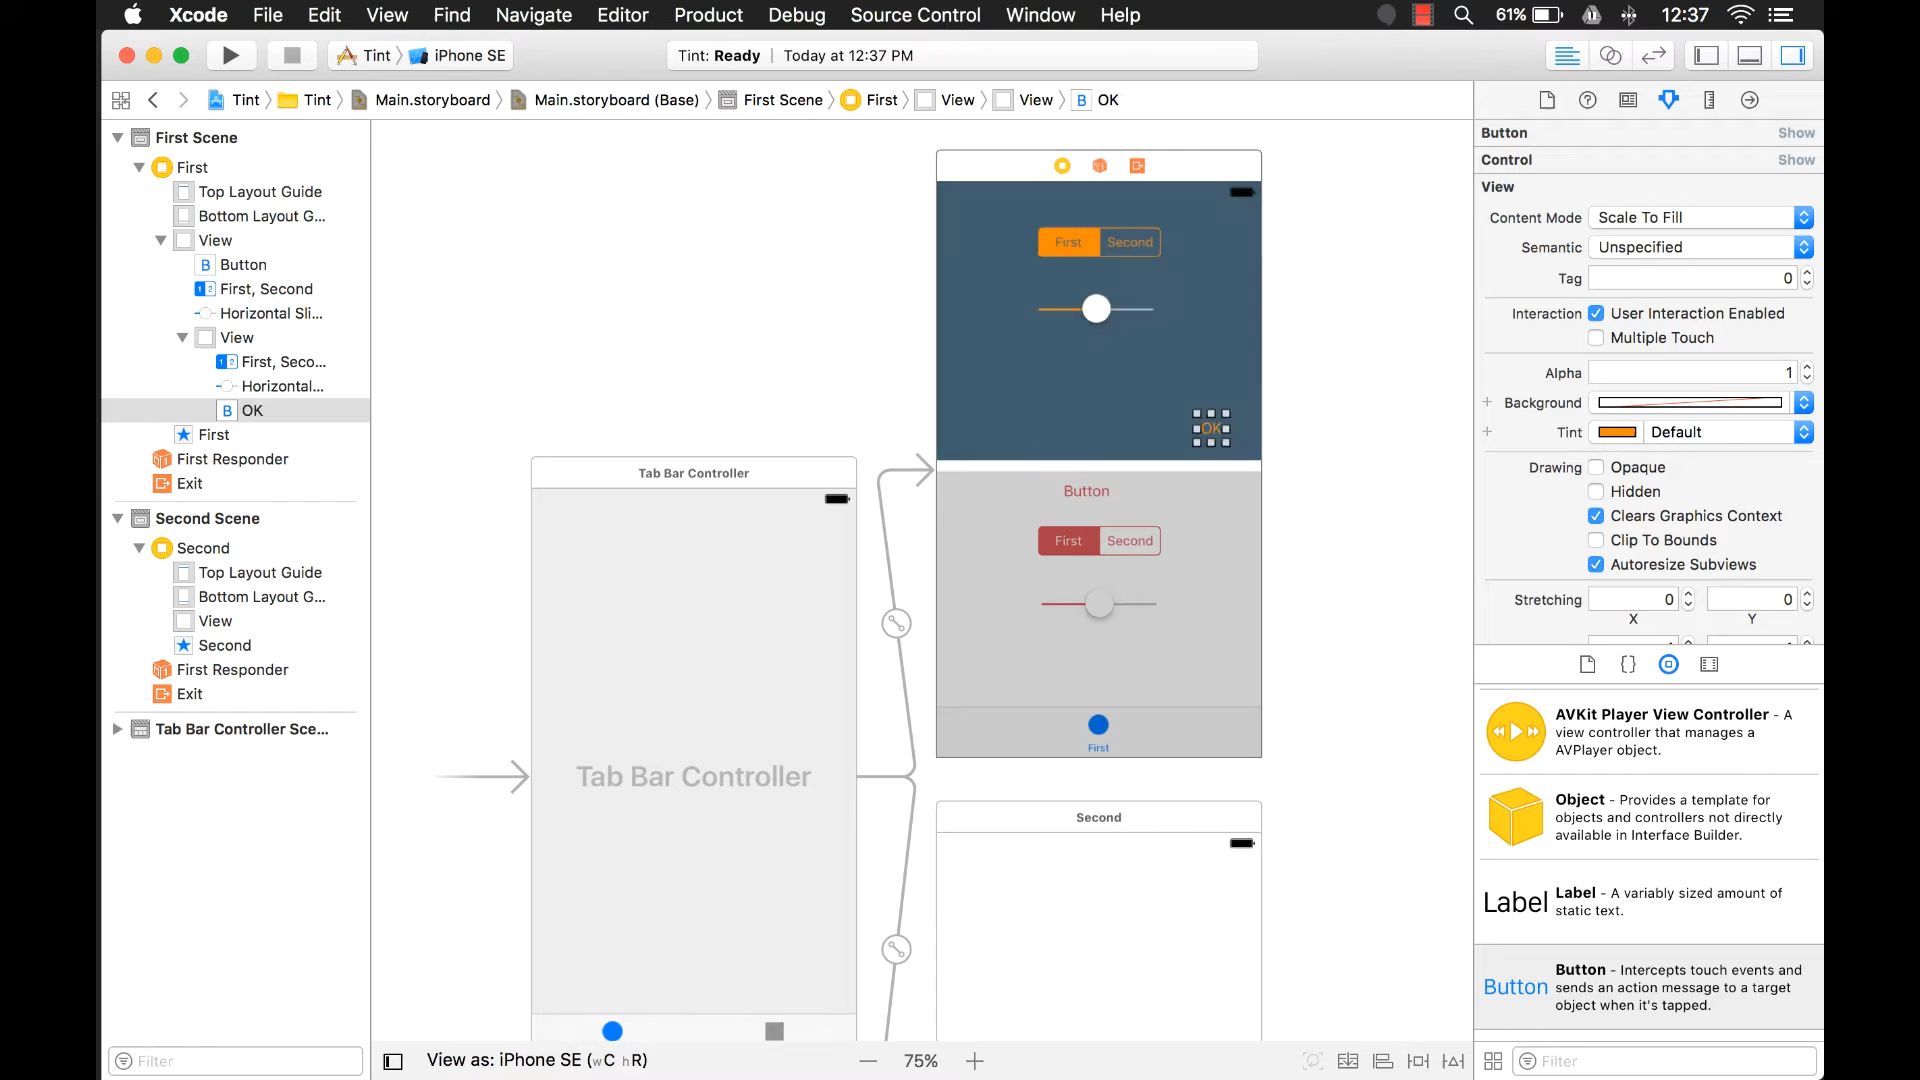 Xcode File Edit View Find Navigate Editor Product Debug Source Control Window Help 61% 12:37
Tint iPhone SE Tint: Ready Today at 12:37 PM
Tint Tint Main.storyboard Main.storyboard (Base) First Scene First View View B OK
First Scene
First
Top Layout Guide
Bottom Layout G...
View
B Button
First, Second
Horizontal Sli...
View
First, Seco...
Horizontal...
B OK
First
First Responder
Exit
Second Scene
Second
Top Layout Guide
Bottom Layout G...
View
Second
First Responder
Exit
Tab Bar Controller Sce...
Filter
Tab Bar Controller
Tab Bar Controller
First Second
OK
Button
First Second
First
Second
View as: iPhone SE (wC hR) 75%
Button Show
Control Show
View
Content Mode Scale To Fill
Semantic Unspecified
Tag 0
Interaction User Interaction Enabled
Multiple Touch
Alpha 1
Background
Tint Default
Drawing Opaque
Hidden
Clears Graphics Context
Clip To Bounds
Autoresize Subviews
Stretching 0 0
X Y
{}
AVKit Player View Controller - A
view controller that manages a
AVPlayer object.
Object - Provides a template for
objects and controllers not directly
available in Interface Builder.
Label Label - A variably sized amount of
static text.
Button Button - Intercepts touch events and
sends an action message to a target
object when it's tapped.
Filter